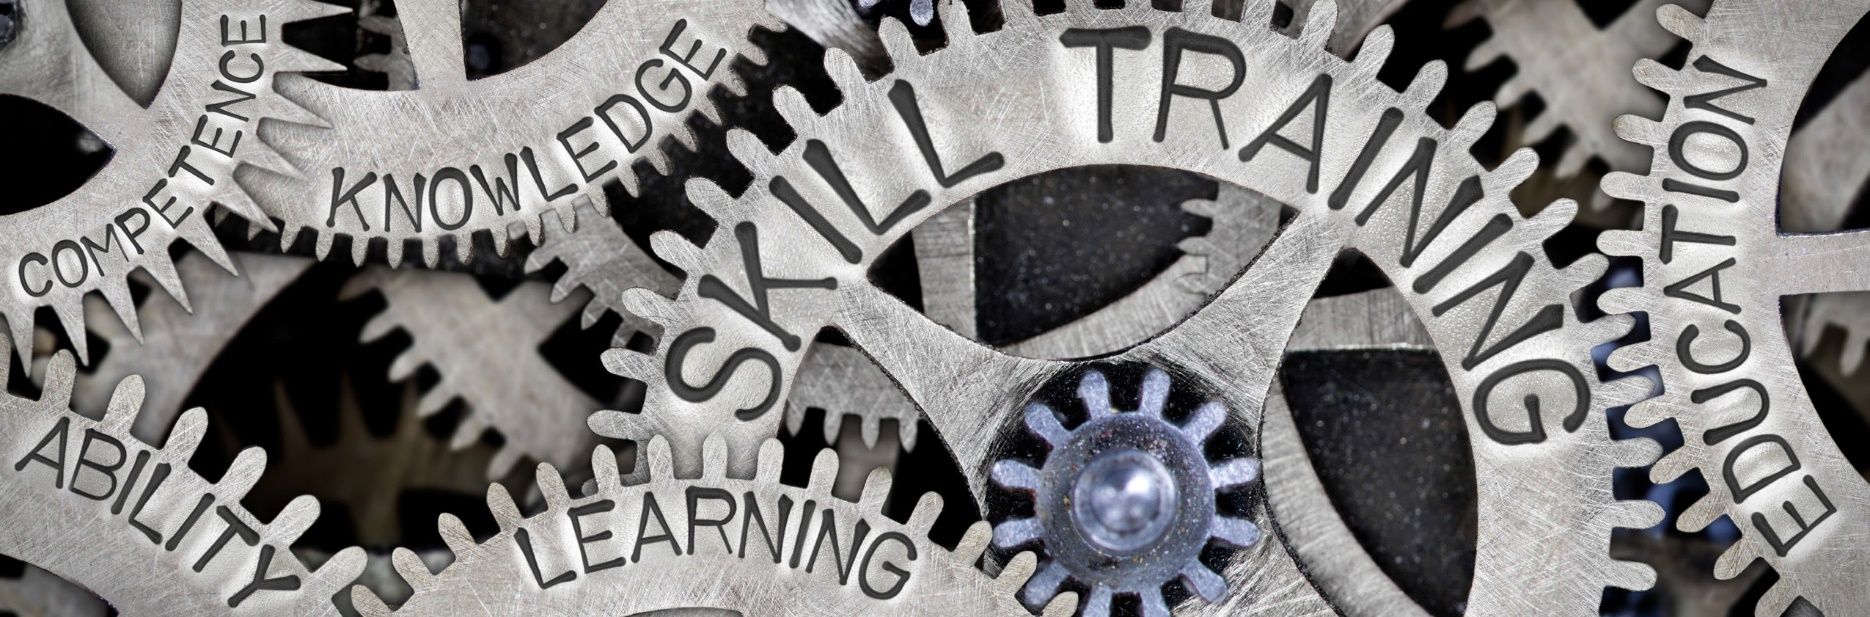 COMPETENCE
KNOWLEDGE
SKILL TRAINING
EDUCATION
ABILITY
LEARNING